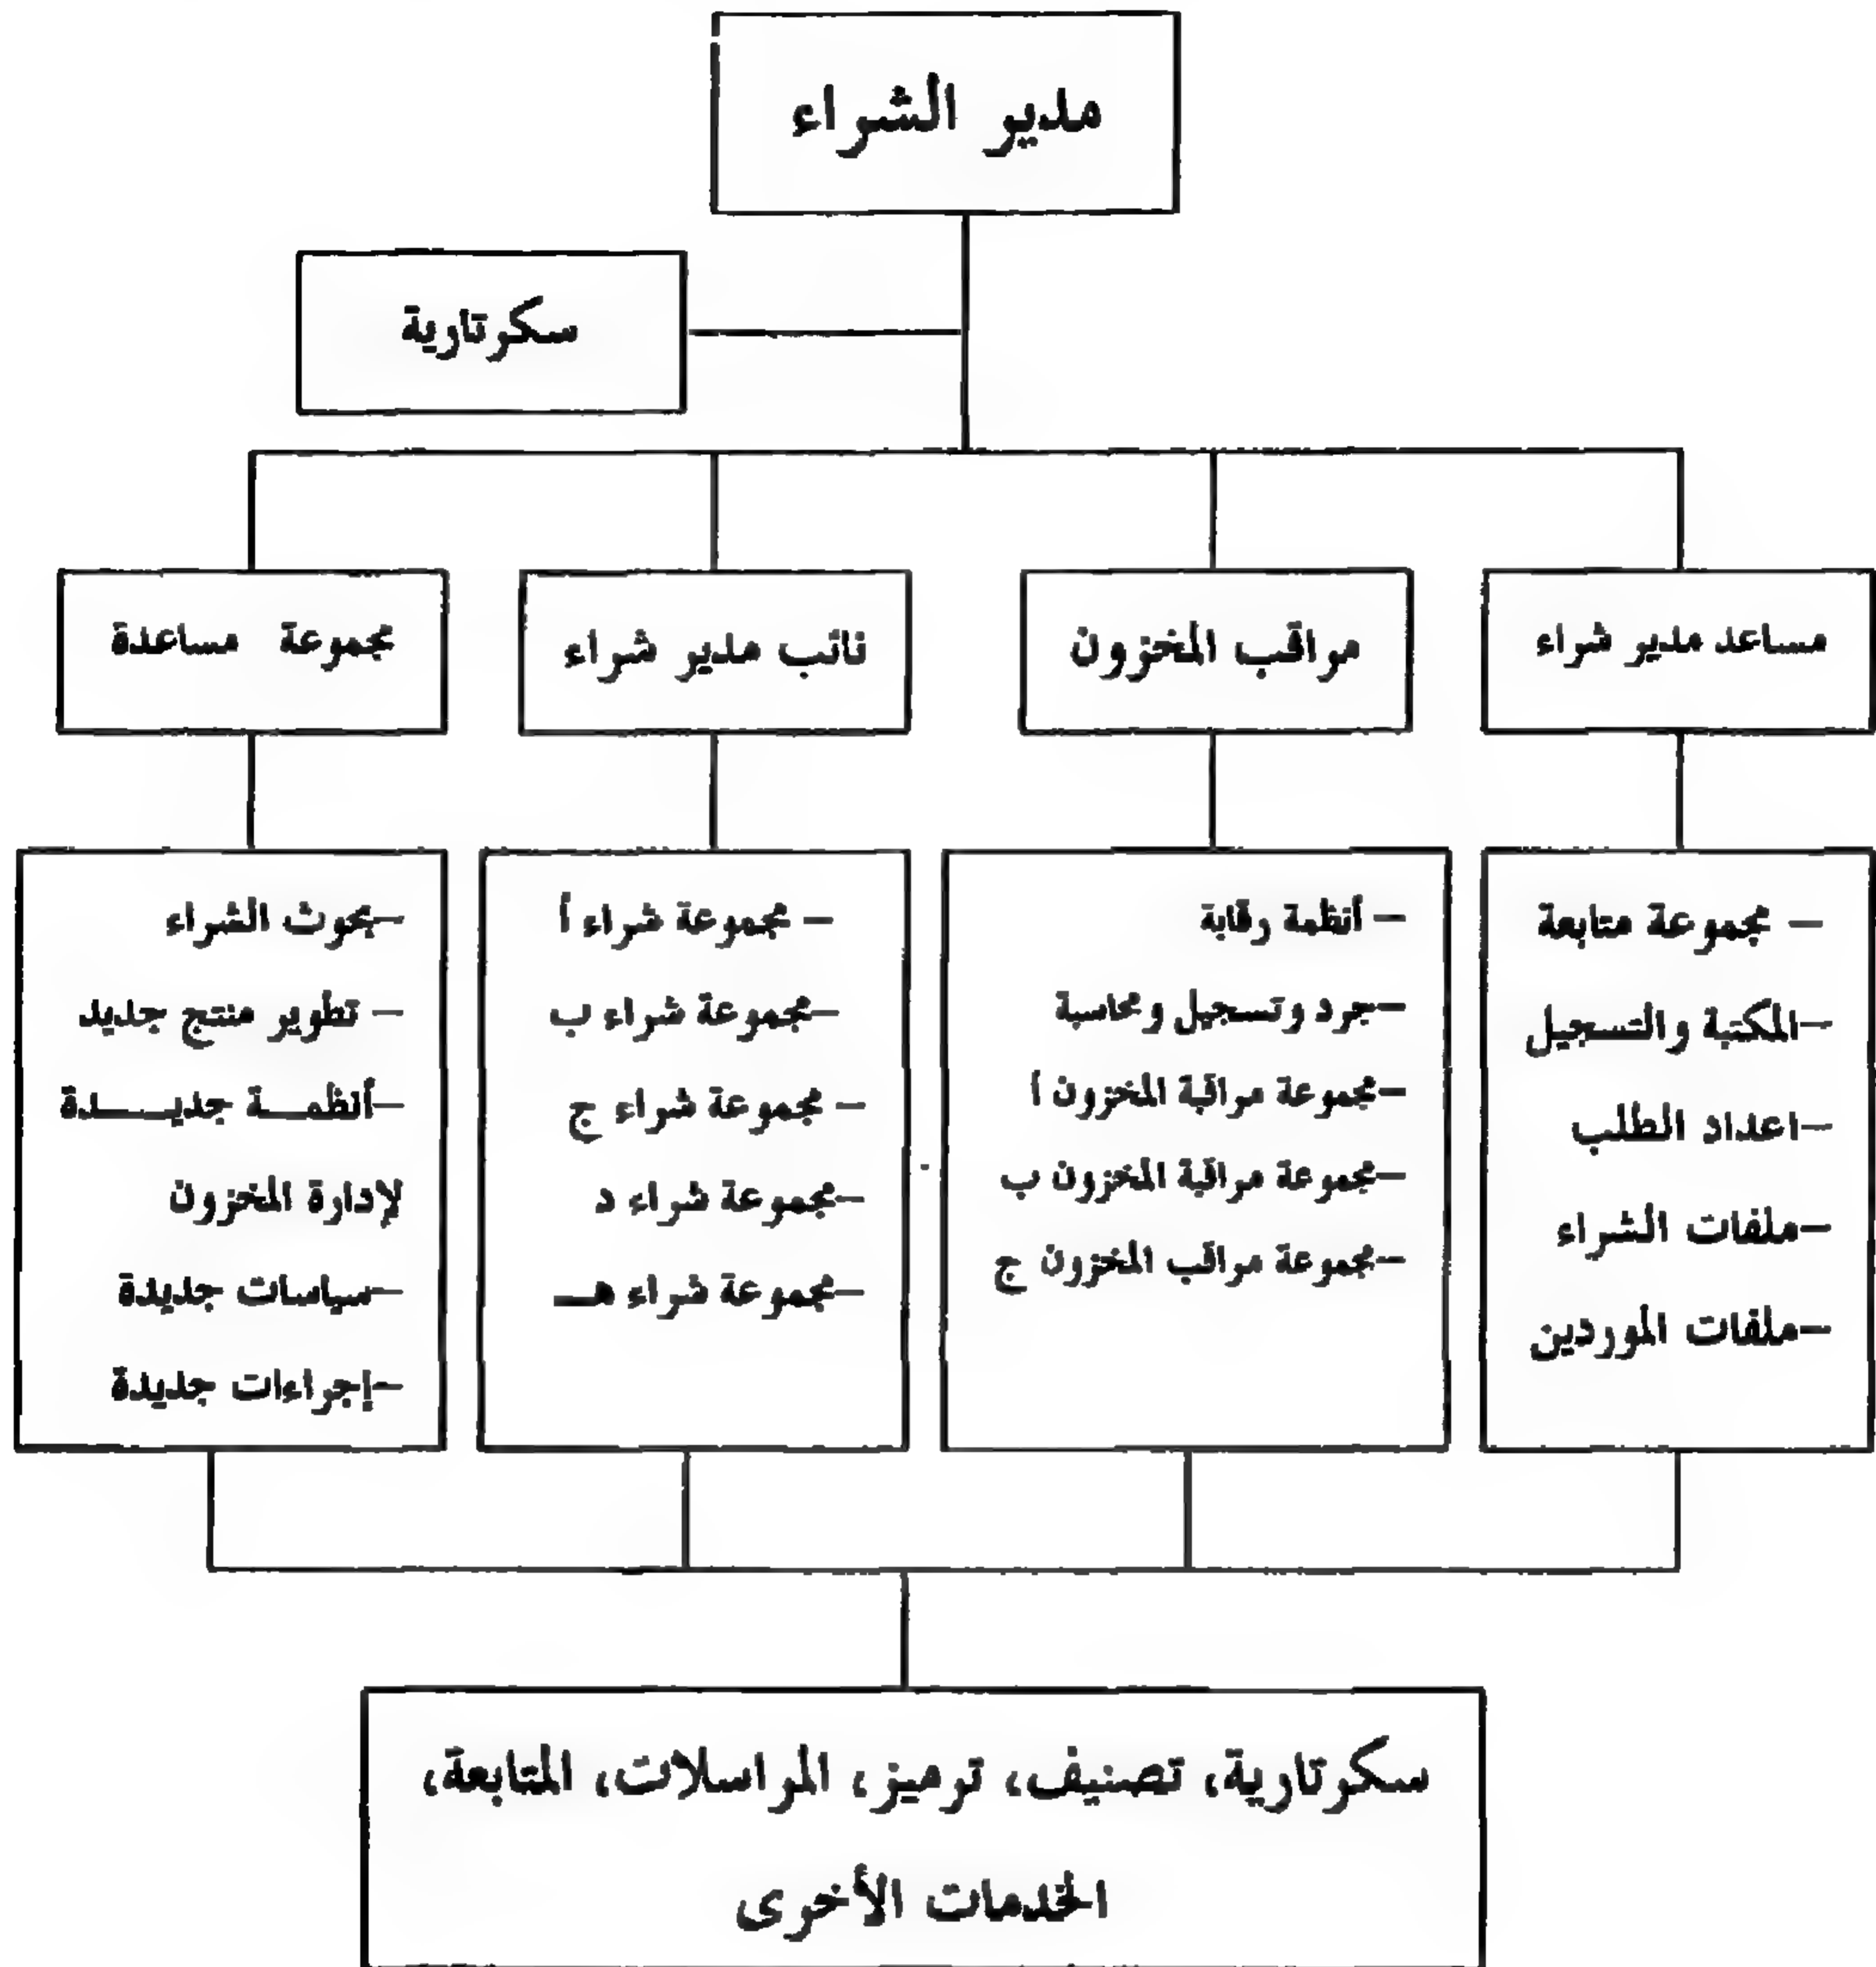 مدير الشراء
سكرتارية
مساعد مدير شراء
مراقب المخزون
نائب مدير شراء
مجموعة مساعدة
– مجموعة متابعة
–المكتبة والتسجيل
–اعداد الطلب
–ملفات الشراء
–ملفات الموردين
– أنظمة رقابة
–جرد وتسجيل ومحاسبة
–مجموعة مراقبة المخزون أ
–مجموعة مراقبة المخزون ب
–مجموعة مراقب المخزون ج
– مجموعة شراء أ
–مجموعة شراء ب
– مجموعة شراء ج
–مجموعة شراء د
–مجموعة شراء هـ
–بحوث الشراء
– تطوير منتج جديد
–أنظمـة جديـدة
لإدارة المخزون
–سياسات جديدة
–إجراءات جديدة
سكرتارية، تصنيف، ترميز، المراسلات، المتابعة،
الخدمات الأخرى